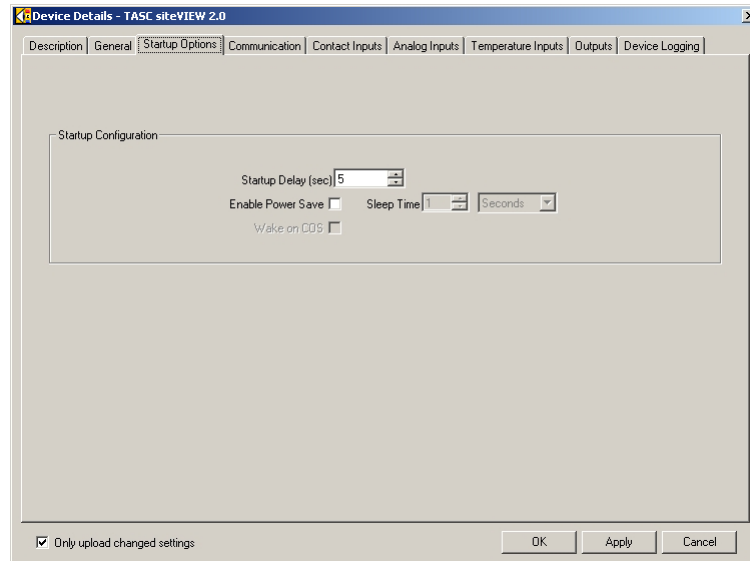 Device Details - TASC siteVIEW 2.0
Description General Startup Options Communication Contact Inputs Analog Inputs Temperature Inputs Outputs Device Logging
Startup Configuration
Startup Delay (sec) 5
Enable Power Save Sleep Time 1 Seconds
Wake on COS
Only upload changed settings OK Apply Cancel